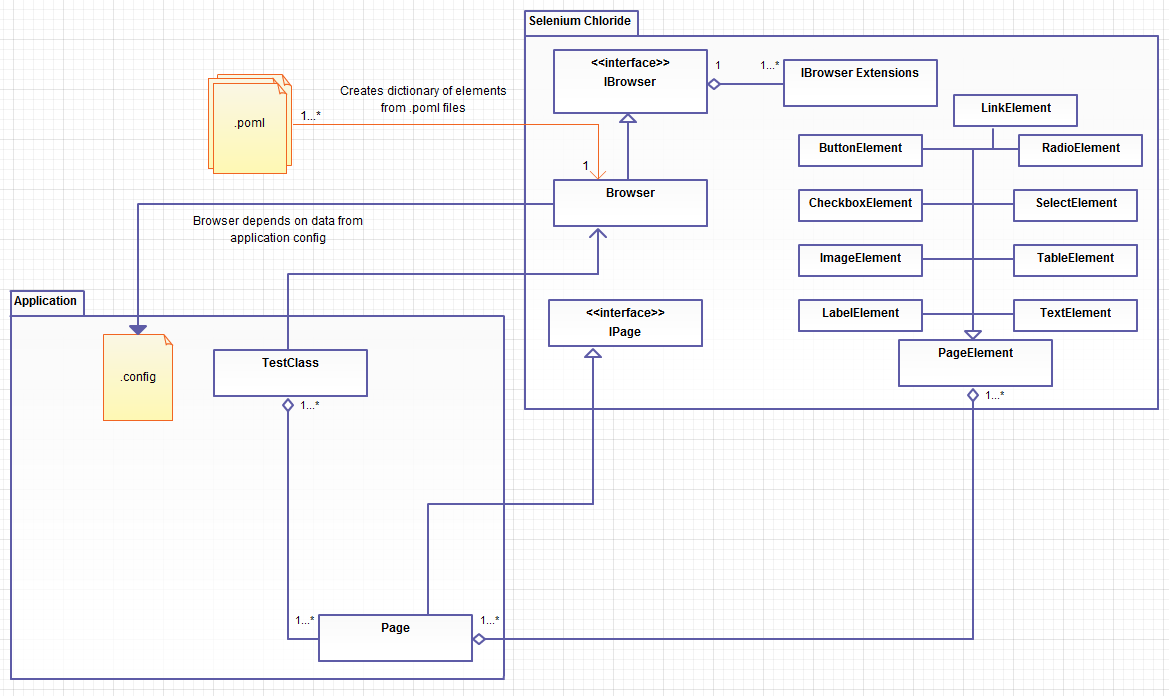 Selenium Chloride
<<interface>>
IBrowser
1
1...*
IBrowser Extensions
LinkElement
ButtonElement
RadioElement
CheckboxElement
SelectElement
ImageElement
TableElement
LabelElement
TextElement
PageElement
1...*
.poml
1...*
Creates dictionary of elements
from .poml files
1
Browser
Browser depends on data from
application config
<<interface>>
IPage
Application
.config
TestClass
1...*
1...*
Page
1...*